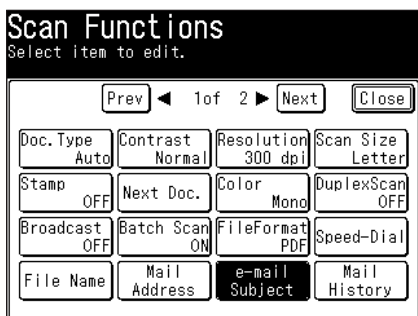 Scan Functions
Select item to edit.
Prev ◀ 1of 2 ▶ Next Close
Doc.Type Contrast Resolution Scan Size
Auto Normal 300 dpi Letter
Stamp Next Doc. Color DuplexScan
OFF Mono OFF
Broadcast Batch Scan FileFormat Speed-Dial
OFF ON PDF
File Name Mail e-mail Mail
Address Subject History